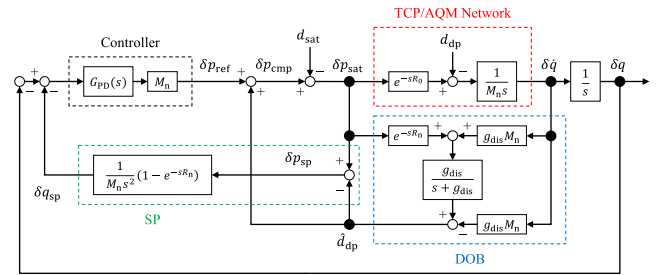 TCP/AQM Network
Controller
d_sat
d_dp
δp_ref
δp_cmp
δp_sat
δq̇
δq
G_PD(s)
M_n
e^{-sR_0}
1/(M_n s)
1/s
+ −
+ −
+ +
− +
− +
e^{-sR_0}
+ +
g_dis M_n
δp_sp
1/(M_n s^2) (1 − e^{-sR_n})
+ −
g_dis/(s + g_dis)
δq_sp
SP
d̂_dp
+ −
g_dis M_n
DOB